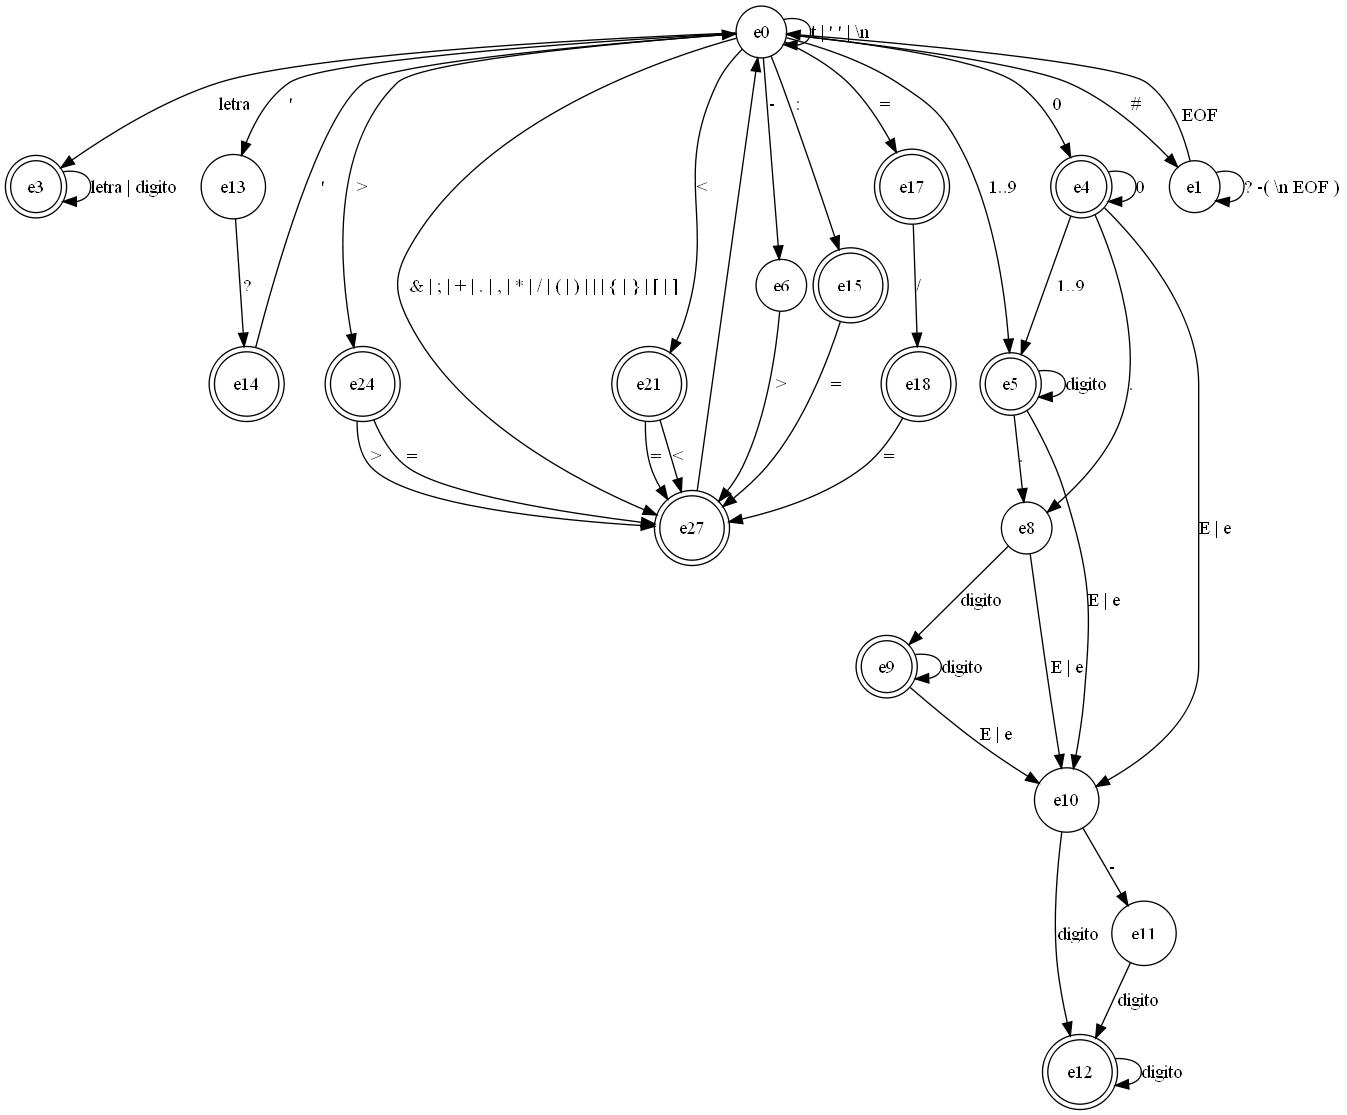 e0
t | ' ' | \n
letra
'
-
:
=
0
#
EOF
e3
letra | digito
e13
'
>
<
e17
1..9
e4
0
e1
? -( \n EOF )
?
& | ; | + | . | , | * | / | ( | ) | | | { | } | [ | ]
e6
e15
/
1..9
e14
e24
e21
>
=
e18
e5
digito
.
>
=
=
<
=
e27
e8
E | e
digito
E | e
e9
digito
E | e
E | e
e10
-
digito
e11
digito
e12
digito